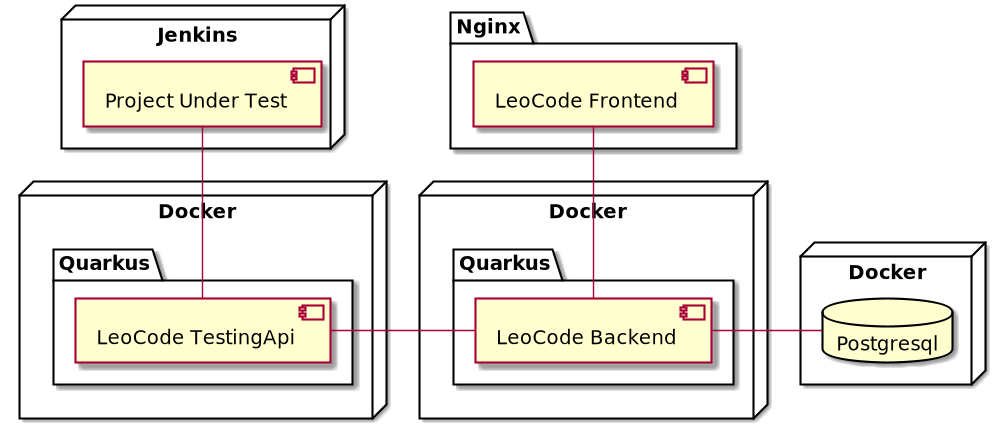 Jenkins
Project Under Test
Nginx
LeoCode Frontend
Docker
Quarkus
LeoCode TestingApi
Docker
Quarkus
LeoCode Backend
Docker
Postgresql